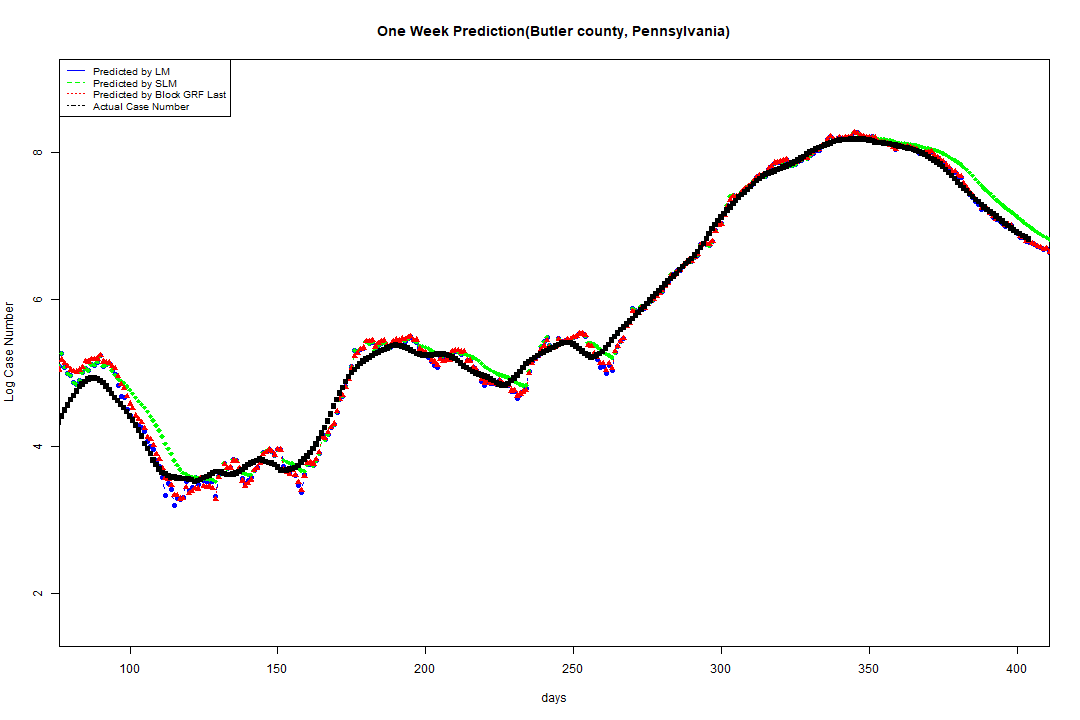 One Week Prediction(Butler county, Pennsylvania)
Predicted by LM
Predicted by SLM
Predicted by Block GRF Last
Actual Case Number
8
6
4
2
Log Case Number
100 150 200 250 300 350 400
days